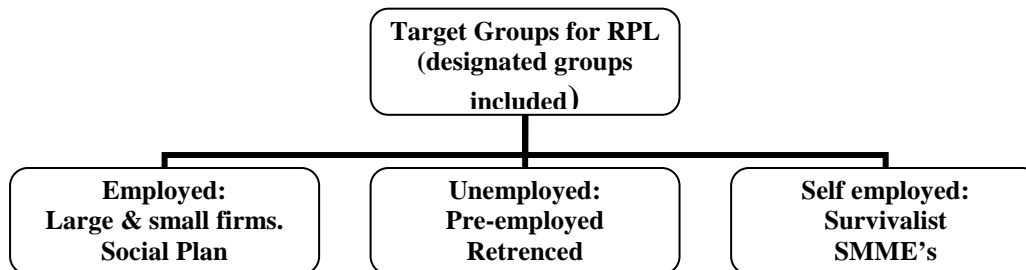 Target Groups for RPL
(designated groups
included)
Employed:
Large & small firms.
Social Plan
Unemployed:
Pre-employed
Retrenced
Self employed:
Survivalist
SMME’s